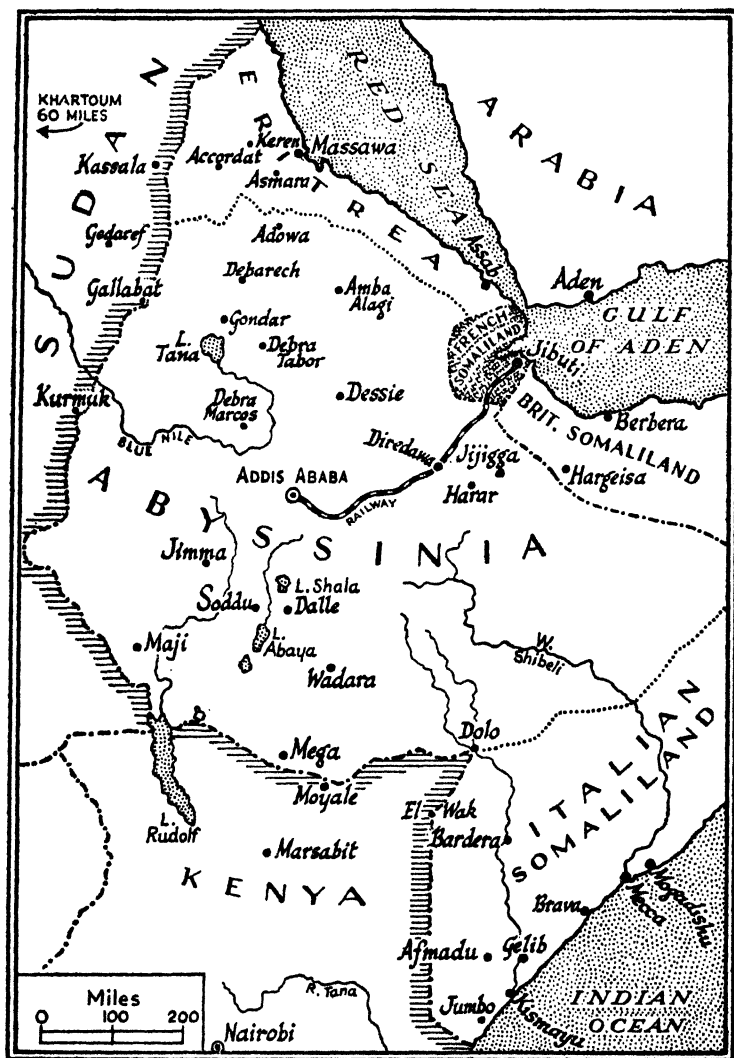 KHARTOUM
60 MILES
SUDAN
ERITREA
RED SEA
ARABIA
Keren
Massawa
Kassala
Accordat
Asmara
Gedaref
Adowa
Assab
Debarech
Aden
Gallabat
Amba
Alagi
GULF
OF ADEN
Gondar
FRENCH
SOMALILAND
L.
Tana
Debra
Tabor
Jibuti
Kurmuk
Debra
Marcos
Dessie
BLUE NILE
Berbera
BRIT. SOMALILAND
Diredawa
Jijigga
ADDIS ABABA
Hargeisa
Harar
RAILWAY
ABYSSINIA
Jimma
L. Shala
Soddu
Dalle
Maji
L.
Abaya
W.
Shibeli
Wadara
Dolo
ITALIAN
SOMALILAND
Mega
Moyale
El Wak
L.
Rudolf
Bardera
Marsabit
KENYA
Mogadishu
Mecca
Brava
Afmadu
Gelib
R. Tana
Miles
0 100 200
Jumbo
Kismayu
INDIAN
OCEAN
Nairobi